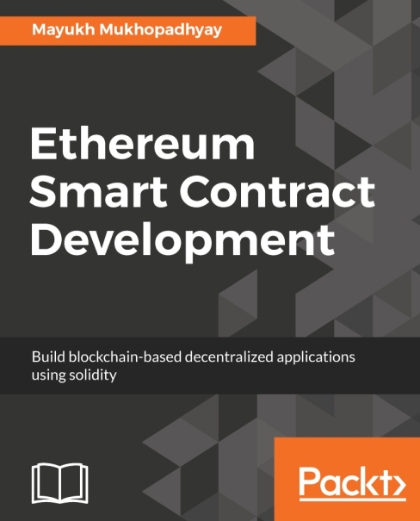 Mayukh Mukhopadhyay
Ethereum
Smart Contract
Development
Build blockchain-based decentralized applications
using solidity
Packt>